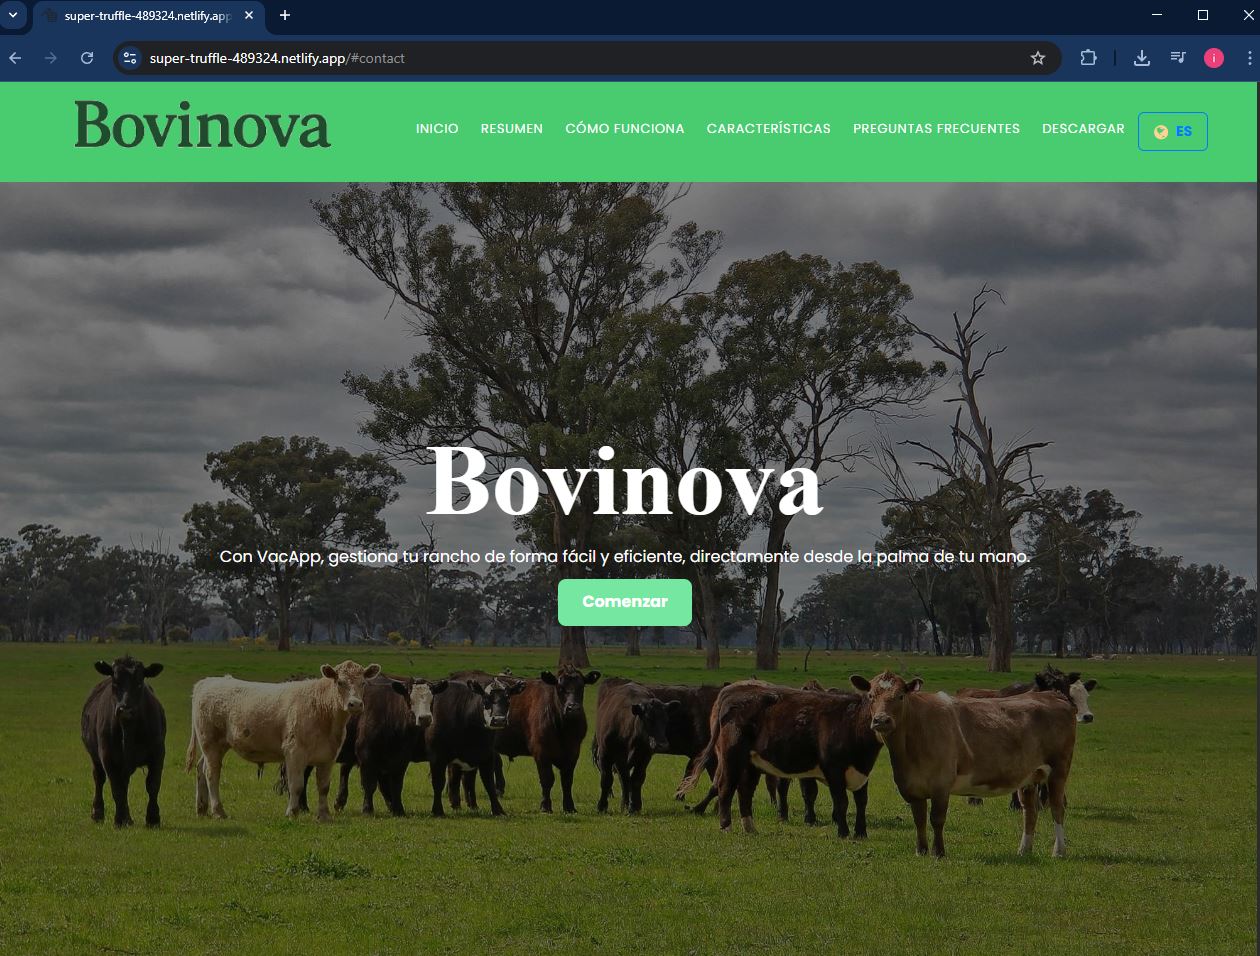 super-truffle-489324.netlify.app
super-truffle-489324.netlify.app/#contact
i
Bovinova
INICIO
RESUMEN
CÓMO FUNCIONA
CARACTERÍSTICAS
PREGUNTAS FRECUENTES
DESCARGAR
ES
Bovinova
Con VacApp, gestiona tu rancho de forma fácil y eficiente, directamente desde la palma de tu mano.
Comenzar